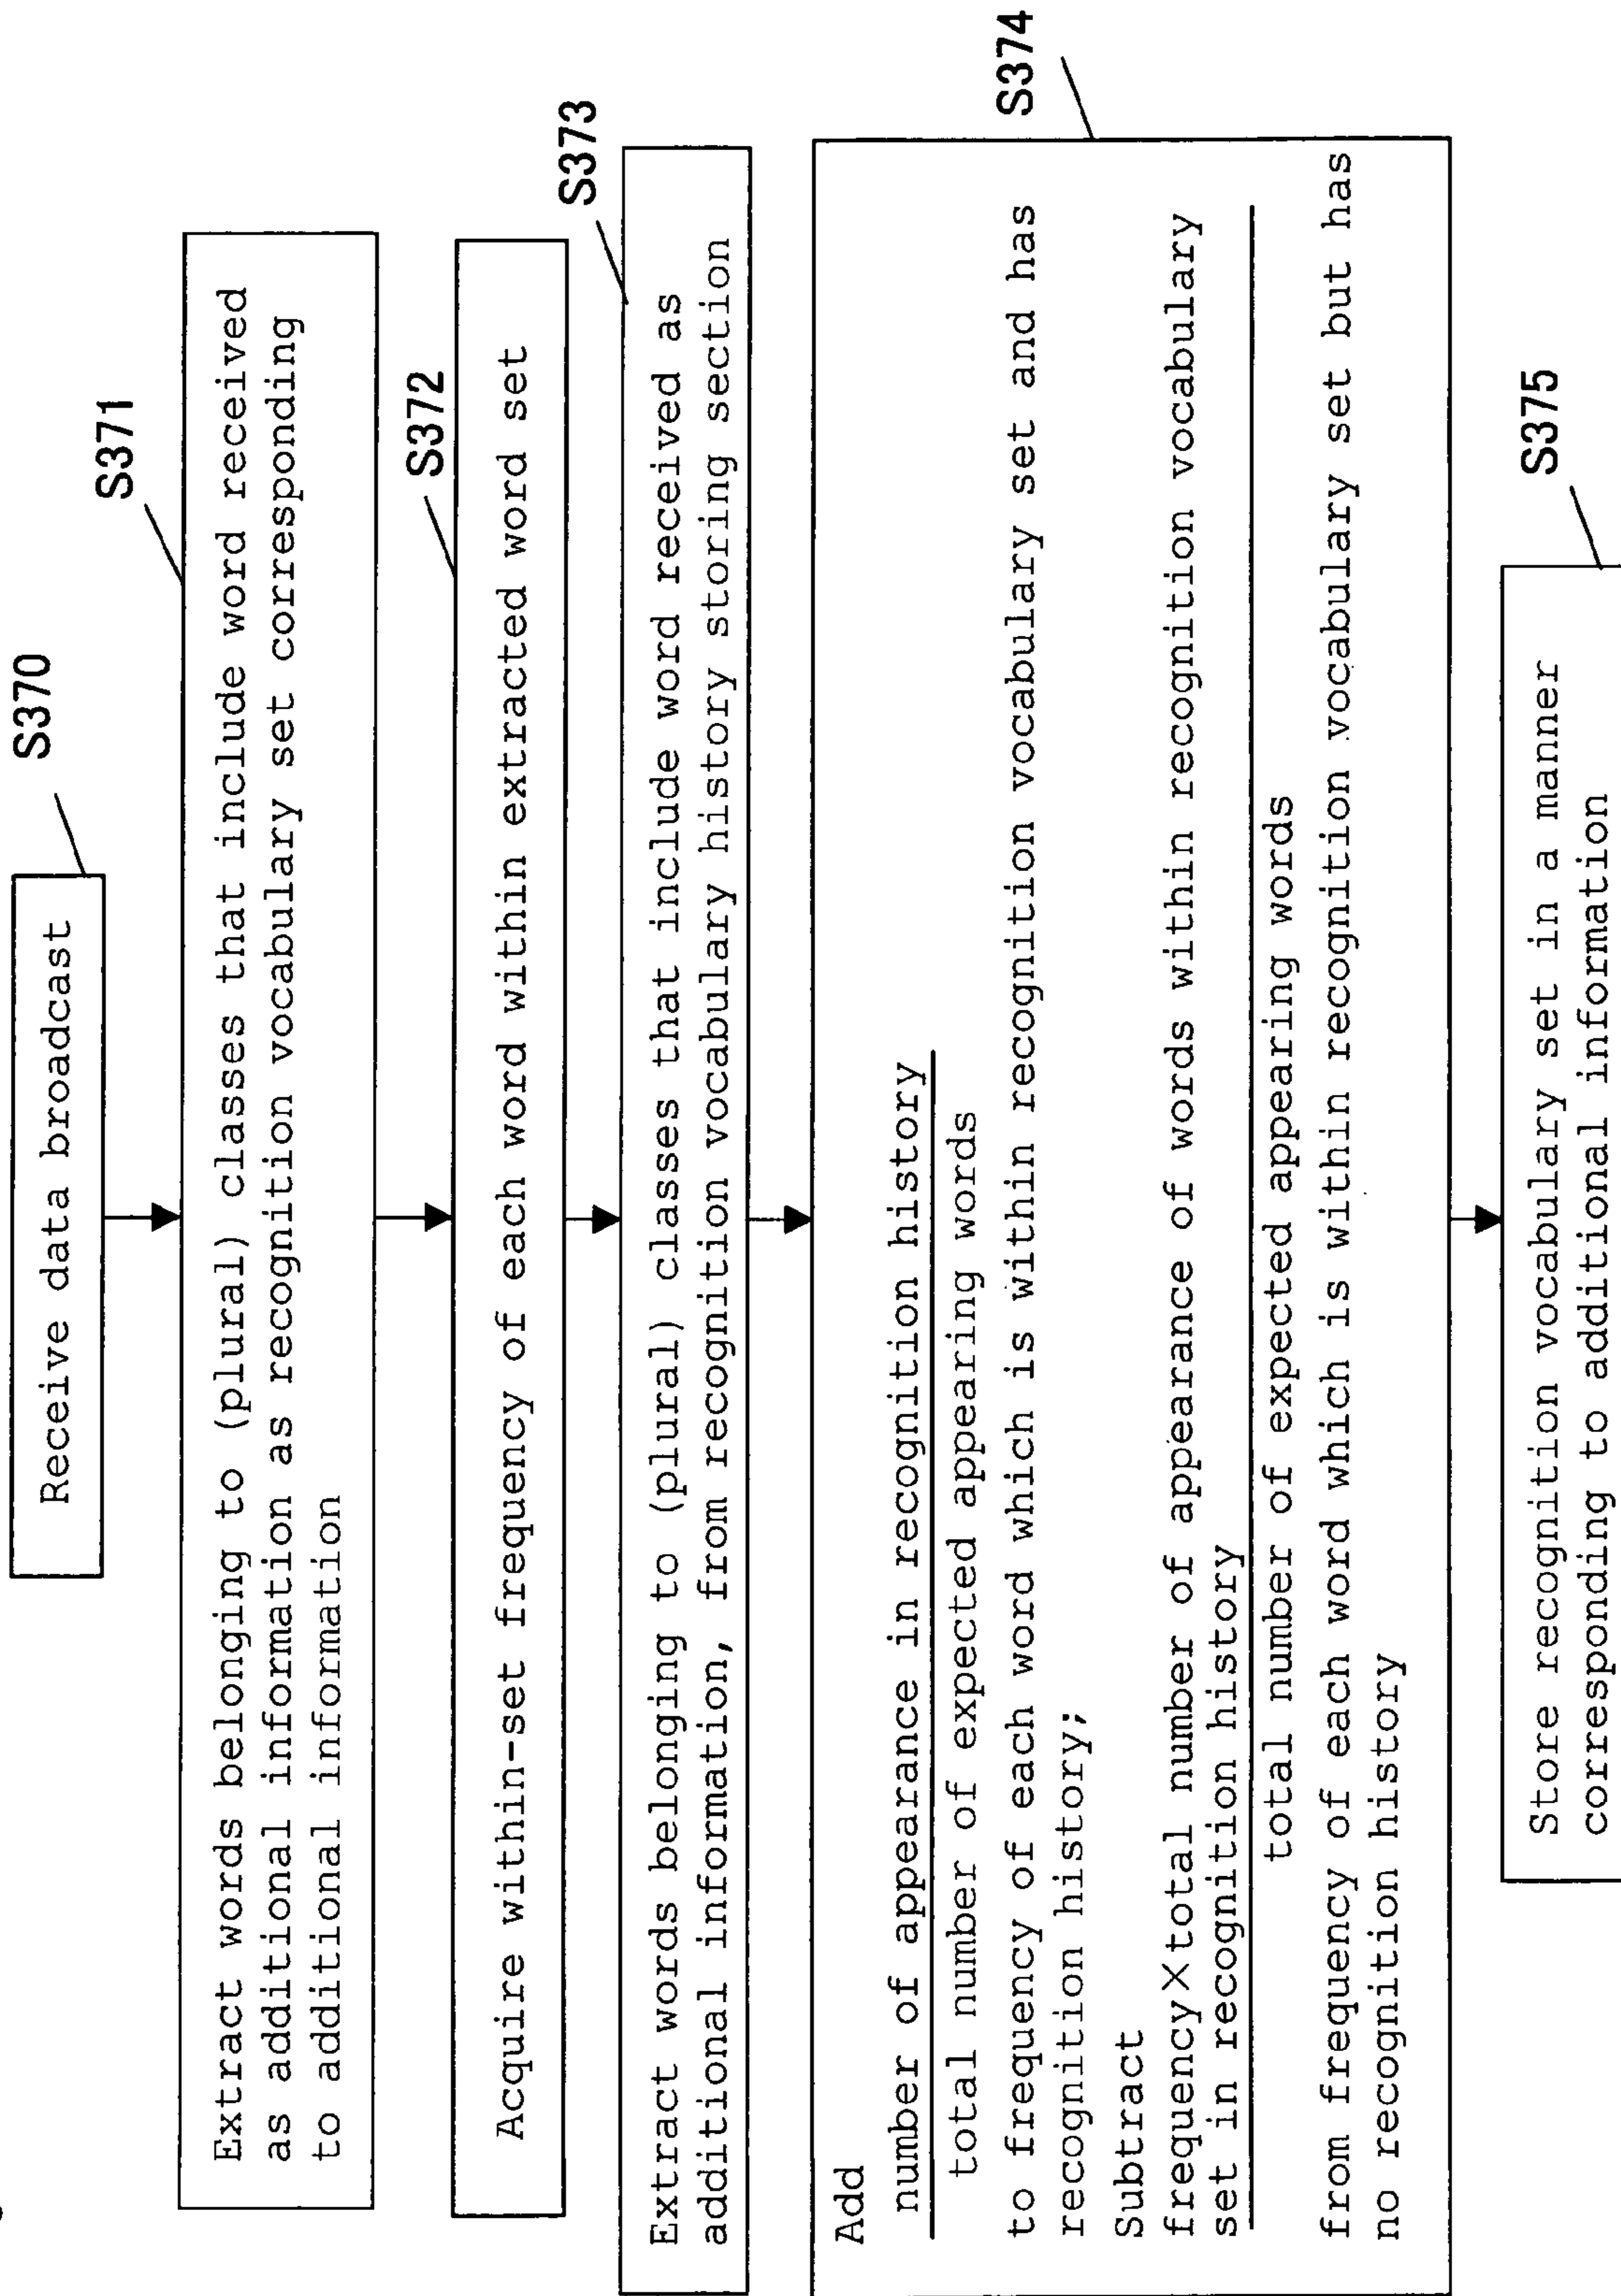 S370
Receive data broadcast
S371
Extract words belonging to (plural) classes that include word received
as additional information as recognition vocabulary set corresponding
to additional information
S372
Acquire within-set frequency of each word within extracted word set
S373
Extract words belonging to (plural) classes that include word received as
additional information, from recognition vocabulary history storing section
S374
Add
number of appearance in recognition history
total number of expected appearing words
to frequency of each word which is within recognition vocabulary set and has
recognition history;
Subtract
frequency×total number of appearance of words within recognition vocabulary
set in recognition history
total number of expected appearing words
from frequency of each word which is within recognition vocabulary set but has
no recognition history
S375
Store recognition vocabulary set in a manner
corresponding to additional information